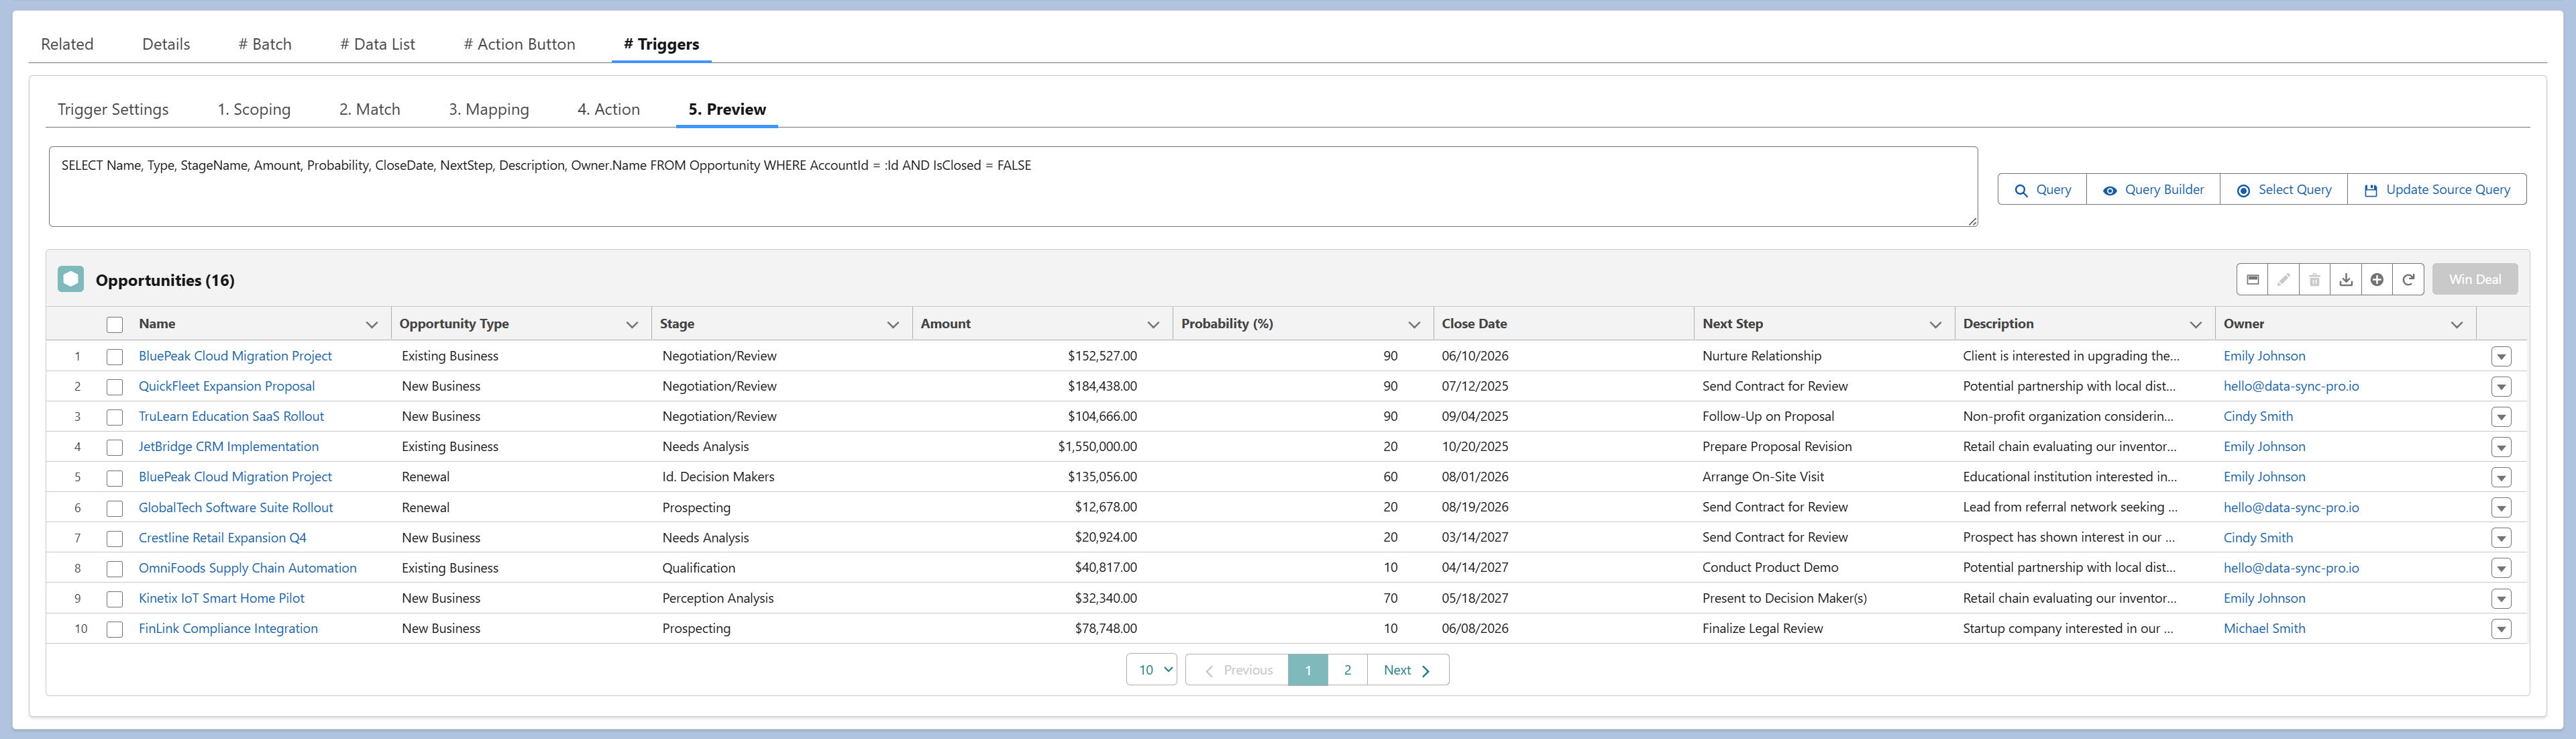 Related Details # Batch # Data List # Action Button # Triggers
Trigger Settings 1. Scoping 2. Match 3. Mapping 4. Action 5. Preview
SELECT Name, Type, StageName, Amount, Probability, CloseDate, NextStep, Description, Owner.Name FROM Opportunity WHERE AccountId = :Id AND IsClosed = FALSE
Query Query Builder Select Query Update Source Query
Opportunities (16) Win Deal
Name Opportunity Type Stage Amount Probability (%) Close Date Next Step Description Owner
1 BluePeak Cloud Migration Project Existing Business Negotiation/Review $152,527.00 90 06/10/2026 Nurture Relationship Client is interested in upgrading the... Emily Johnson
2 QuickFleet Expansion Proposal New Business Negotiation/Review $184,438.00 90 07/12/2025 Send Contract for Review Potential partnership with local dist... hello@data-sync-pro.io
3 TruLearn Education SaaS Rollout New Business Negotiation/Review $104,666.00 90 09/04/2025 Follow-Up on Proposal Non-profit organization considerin... Cindy Smith
4 JetBridge CRM Implementation Existing Business Needs Analysis $1,550,000.00 20 10/20/2025 Prepare Proposal Revision Retail chain evaluating our inventor... Emily Johnson
5 BluePeak Cloud Migration Project Renewal Id. Decision Makers $135,056.00 60 08/01/2026 Arrange On-Site Visit Educational institution interested in... Emily Johnson
6 GlobalTech Software Suite Rollout Renewal Prospecting $12,678.00 20 08/19/2026 Send Contract for Review Lead from referral network seeking ... hello@data-sync-pro.io
7 Crestline Retail Expansion Q4 New Business Needs Analysis $20,924.00 20 03/14/2027 Send Contract for Review Prospect has shown interest in our ... Cindy Smith
8 OmniFoods Supply Chain Automation Existing Business Qualification $40,817.00 10 04/14/2027 Conduct Product Demo Potential partnership with local dist... hello@data-sync-pro.io
9 Kinetix IoT Smart Home Pilot New Business Perception Analysis $32,340.00 70 05/18/2027 Present to Decision Maker(s) Retail chain evaluating our inventor... Emily Johnson
10 FinLink Compliance Integration New Business Prospecting $78,748.00 10 06/08/2026 Finalize Legal Review Startup company interested in our ... Michael Smith
10 Previous 1 2 Next